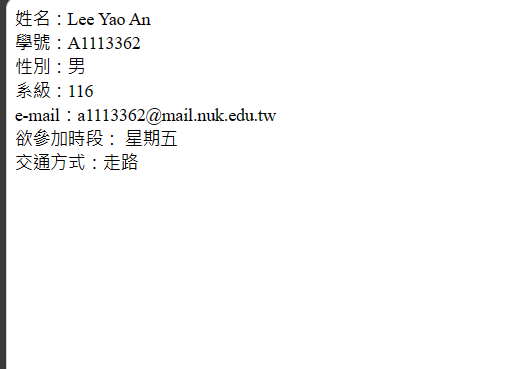 姓名：Lee Yao An
學號：A1113362
性別：男
系級：116
e-mail：a1113362@mail.nuk.edu.tw
欲參加時段： 星期五
交通方式：走路